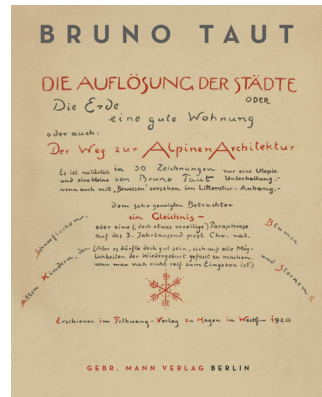 BRUNO TAUT
DIE AUFLÖSUNG DER STÄDTE
ODER
Die Erde
eine gute Wohnung
oder auch:
Der Weg zur Alpinen Architektur
Es ist natürlich in 30 Zeichnungen nur eine Utopie
und eine kleine von Bruno Taut Unterhaltung,-
wenn auch mit „Beweisen" versehen im Litteratur-Anhang.-
dem sehr geneigten Betrachter
ein Gleichnis -
oder eine (doch etwas voreilige) Paraphrase
auf das 3. Jahrtausend post Chr. nat.
Allen Kindern, Schneeflocken,
Blumen und Sternen
(Aber es dürfte doch gut sein, sich auf alle Mög-
lichkeiten der Wiedergeburt gefasst zu machen,
wenn man noch nicht reif zum Eingehen ist)
Erschienen im Folkwang-Verlag zu Hagen in Westfhr 1920
GEBR. MANN VERLAG BERLIN